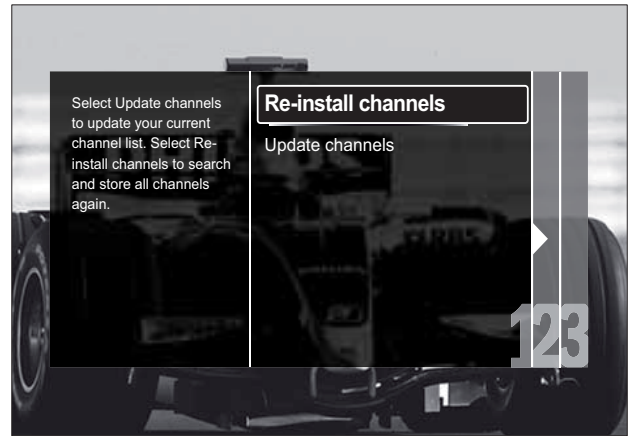 Select Update channels
to update your current
channel list. Select Re-
install channels to search
and store all channels
again.
Re-install channels
Update channels
123